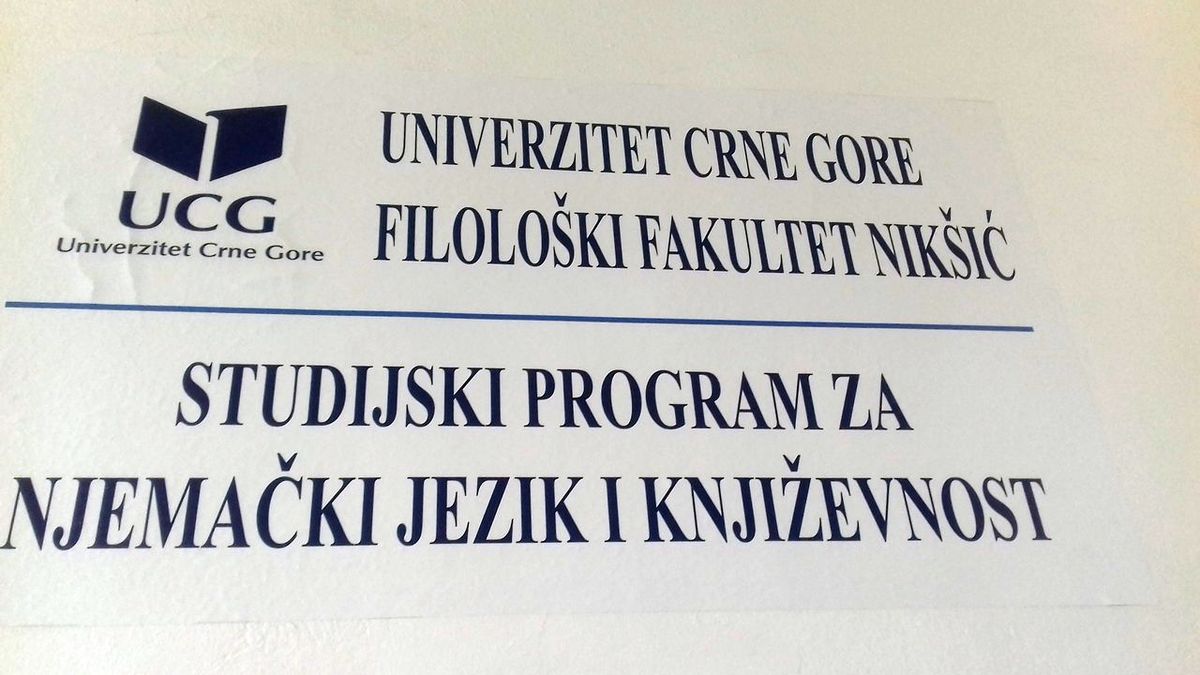 UCG
Univerzitet Crne Gore
UNIVERZITET CRNE GORE
FILOLOŠKI FAKULTET NIKŠIĆ
STUDIJSKI PROGRAM ZA
NJEMAČKI JEZIK I KNJIŽEVNOST